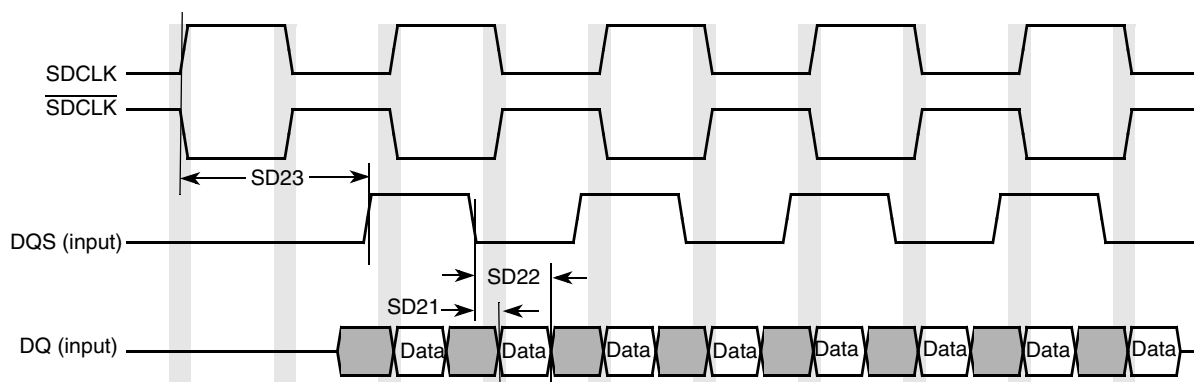 SDCLK
SDCLK
SD23
DQS (input)
SD22
SD21
DQ (input)
Data
Data
Data
Data
Data
Data
Data
Data